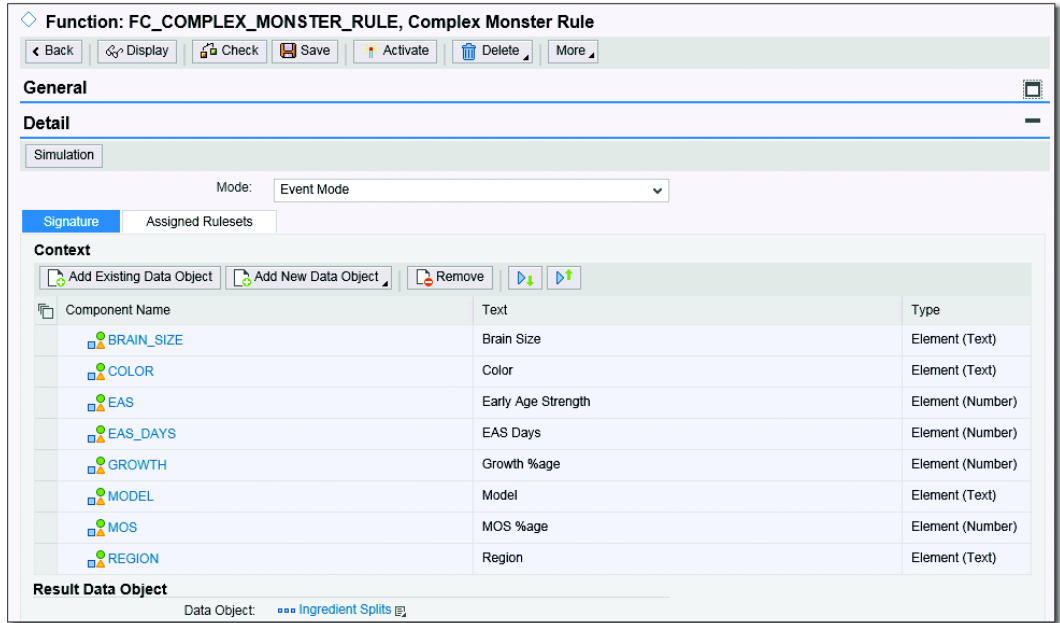 Function: FC_COMPLEX_MONSTER_RULE, Complex Monster Rule
Back Display Check Save Activate Delete More
General
Detail
Simulation
Mode: Event Mode
Signature Assigned Rulesets
Context
Add Existing Data Object Add New Data Object Remove
Component Name Text Type
BRAIN_SIZE Brain Size Element (Text)
COLOR Color Element (Text)
EAS Early Age Strength Element (Number)
EAS_DAYS EAS Days Element (Number)
GROWTH Growth %age Element (Number)
MODEL Model Element (Text)
MOS MOS %age Element (Number)
REGION Region Element (Text)
Result Data Object
Data Object: Ingredient Splits